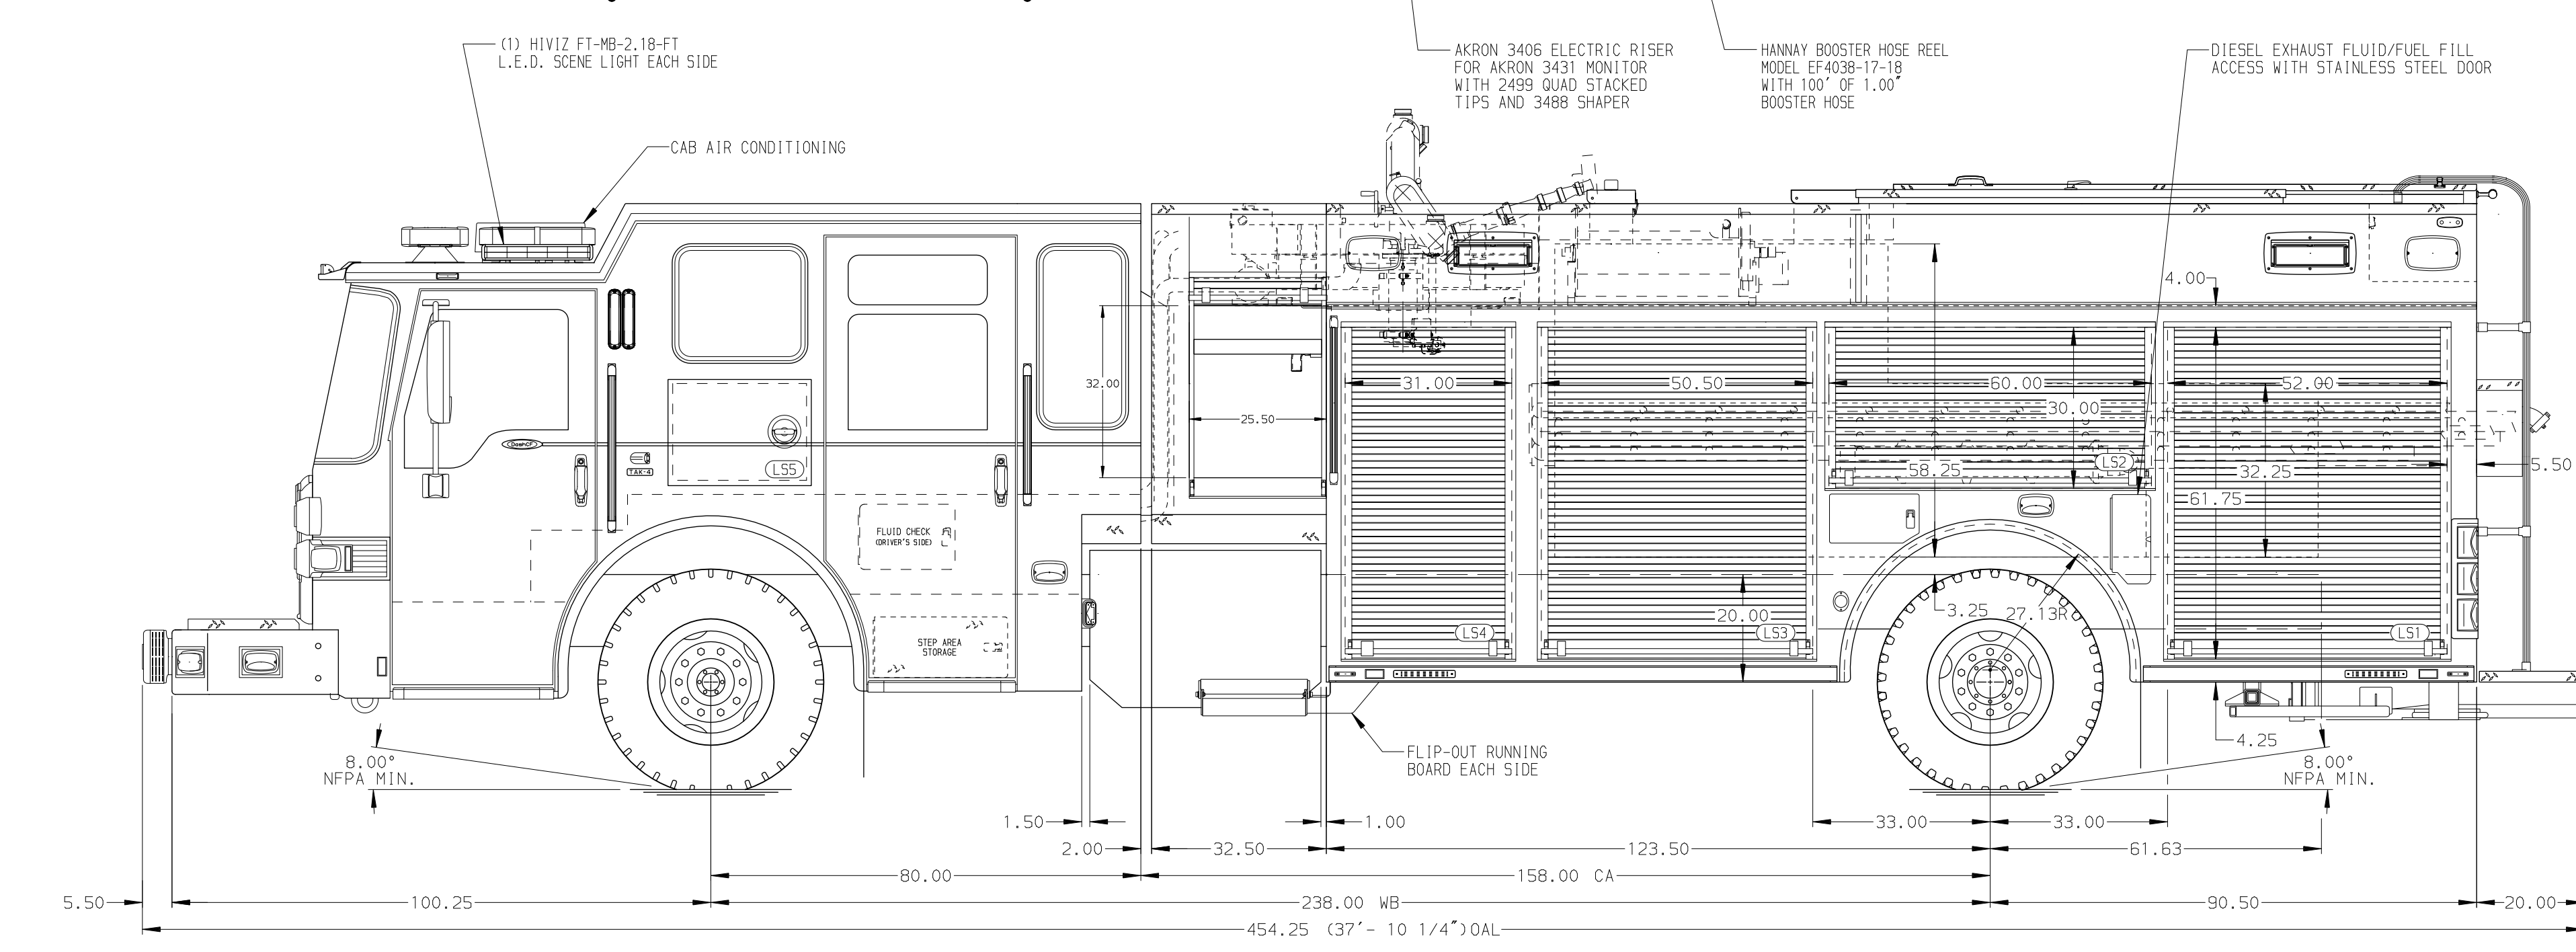 (1) HIVIZ FT-MB-2.18-FT
L.E.D. SCENE LIGHT EACH SIDE
CAB AIR CONDITIONING
AKRON 3406 ELECTRIC RISER
FOR AKRON 3431 MONITOR
WITH 2499 QUAD STACKED
TIPS AND 3488 SHAPER
HANNAY BOOSTER HOSE REEL
MODEL EF4038-17-18
WITH 100' OF 1.00"
BOOSTER HOSE
DIESEL EXHAUST FLUID/FUEL FILL
ACCESS WITH STAINLESS STEEL DOOR
4.00
32.00
31.00
50.50
60.00
52.00
30.00
25.50
DashCF
TAK-4
LS5
LS2
58.25
32.25
5.50
61.75
FLUID CHECK
(DRIVER'S SIDE)
STEP AREA
STORAGE
20.00
3.25
27.13R
LS4
LS3
LS1
4.25
FLIP-OUT RUNNING
BOARD EACH SIDE
8.00°
NFPA MIN.
8.00°
NFPA MIN.
1.50
1.00
33.00
33.00
2.00
32.50
123.50
61.63
80.00
158.00 CA
5.50
100.25
238.00 WB
90.50
20.00
454.25 (37'- 10 1/4")OAL